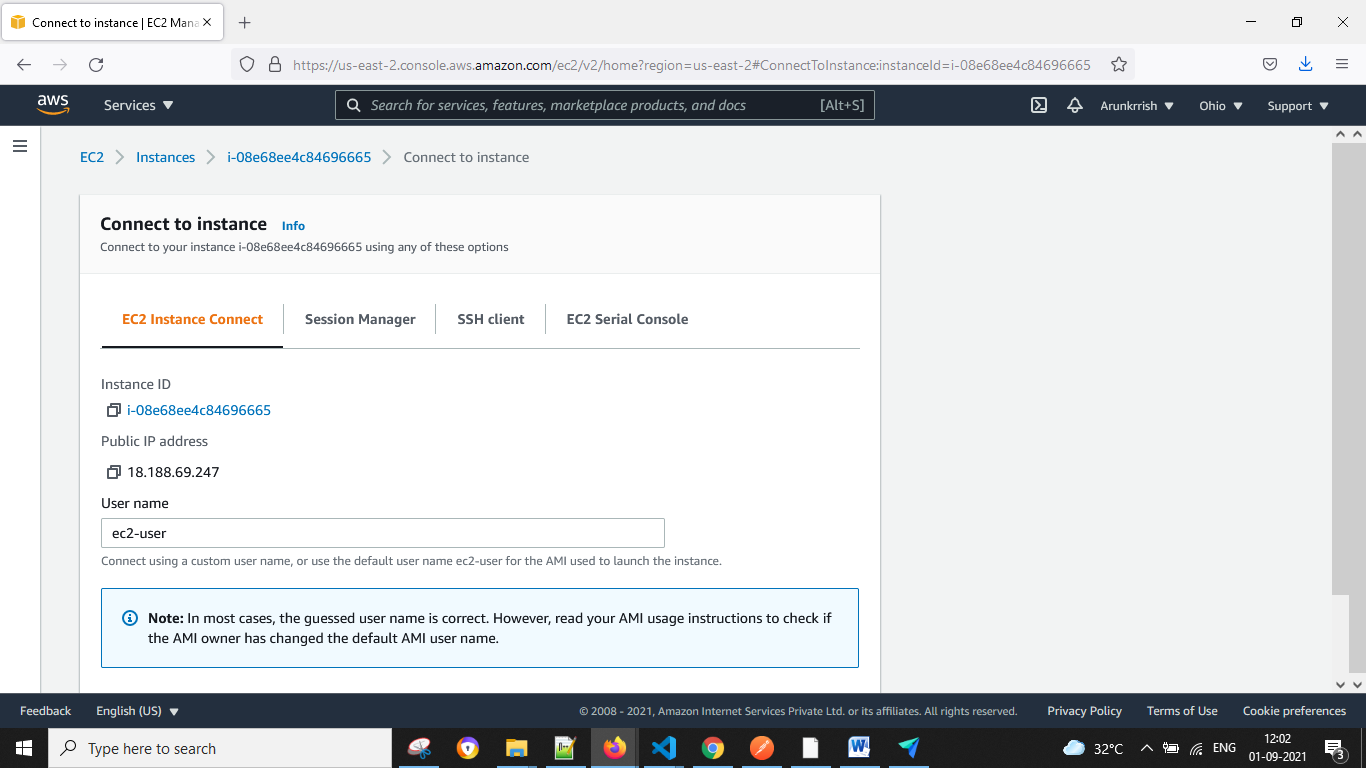 Connect to instance | EC2 Mana
https://us-east-2.console.aws.amazon.com/ec2/v2/home?region=us-east-2#ConnectToInstance:instanceId=i-08e68ee4c84696665
aws Services Search for services, features, marketplace products, and docs [Alt+S] Arunkrrish Ohio Support
EC2 Instances i-08e68ee4c84696665 Connect to instance
Connect to instance Info
Connect to your instance i-08e68ee4c84696665 using any of these options
EC2 Instance Connect Session Manager SSH client EC2 Serial Console
Instance ID
i-08e68ee4c84696665
Public IP address
18.188.69.247
User name
ec2-user
Connect using a custom user name, or use the default user name ec2-user for the AMI used to launch the instance.
Note: In most cases, the guessed user name is correct. However, read your AMI usage instructions to check if
the AMI owner has changed the default AMI user name.
Feedback English (US) © 2008 - 2021, Amazon Internet Services Private Ltd. or its affiliates. All rights reserved. Privacy Policy Terms of Use Cookie preferences
Type here to search 32°C ENG 12:02
01-09-2021 3